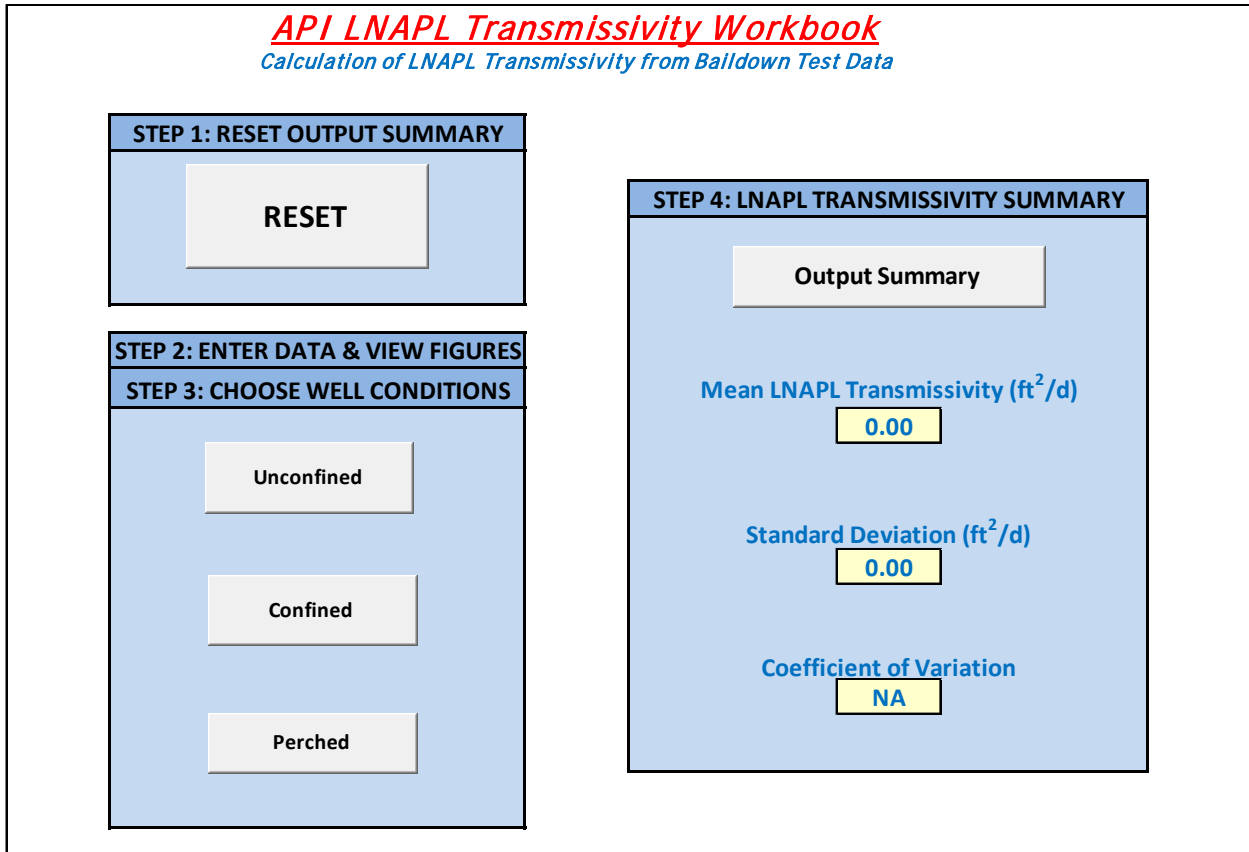 API LNAPL Transmissivity Workbook
Calculation of LNAPL Transmissivity from Baildown Test Data
STEP 1: RESET OUTPUT SUMMARY
RESET
STEP 2: ENTER DATA & VIEW FIGURES
STEP 3: CHOOSE WELL CONDITIONS
Unconfined
Confined
Perched
STEP 4: LNAPL TRANSMISSIVITY SUMMARY
Output Summary
Mean LNAPL Transmissivity (ft²/d)
0.00
Standard Deviation (ft²/d)
0.00
Coefficient of Variation
NA